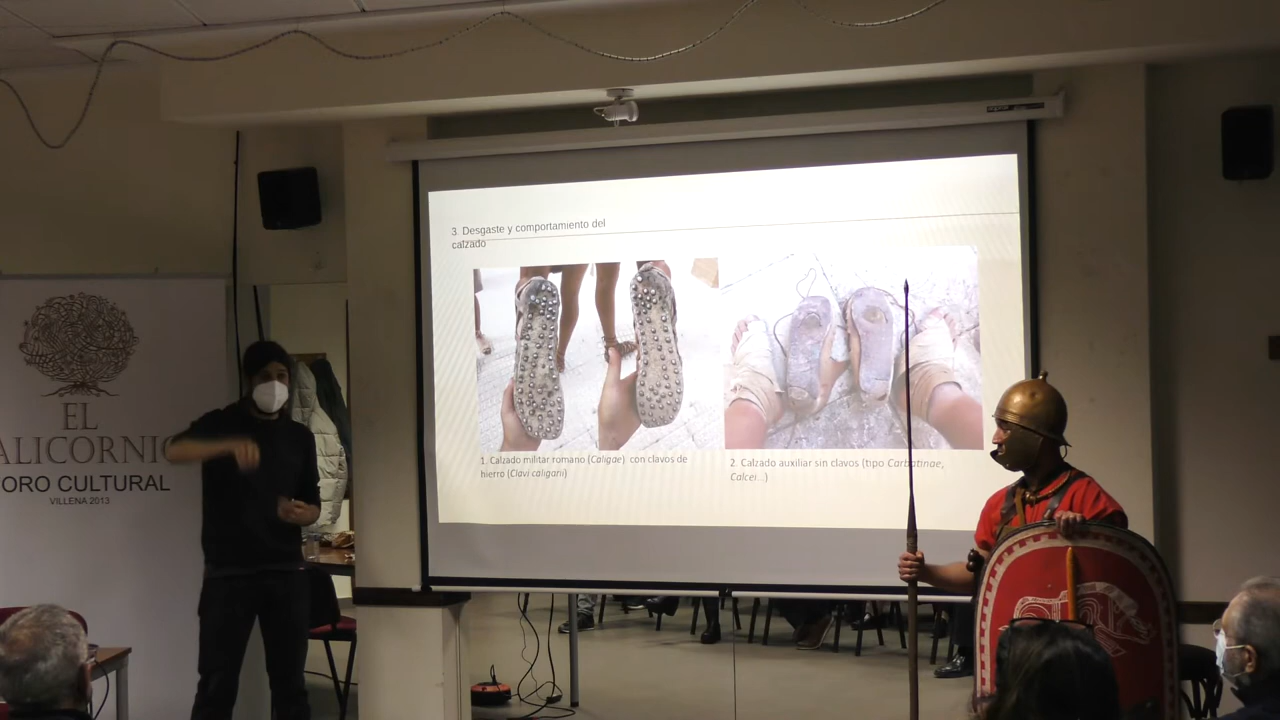 3. Desgaste y comportamiento del
calzado
1. Calzado militar romano (Caligae) con clavos de
hierro (Clavi caligarii)
2. Calzado auxiliar sin clavos (tipo Carbatinae,
Calcei...)
EL
ALICORNIO
FORO CULTURAL
VILLENA 2013